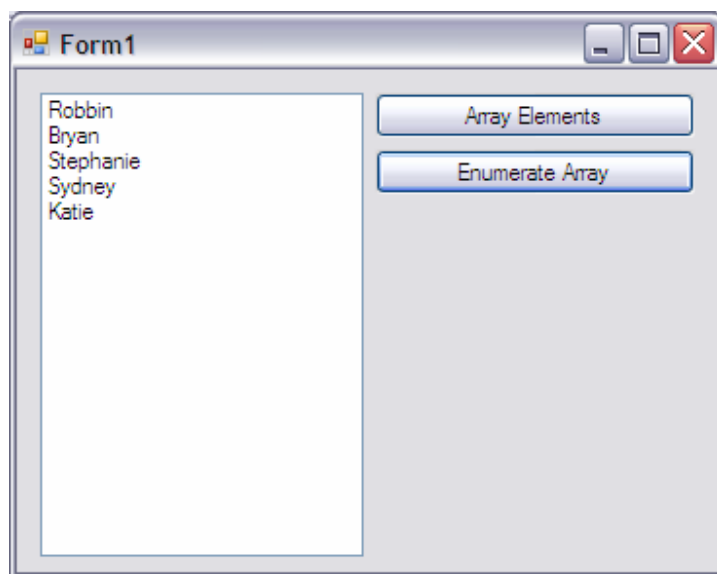 Form1
Robbin
Bryan
Stephanie
Sydney
Katie
Array Elements
Enumerate Array